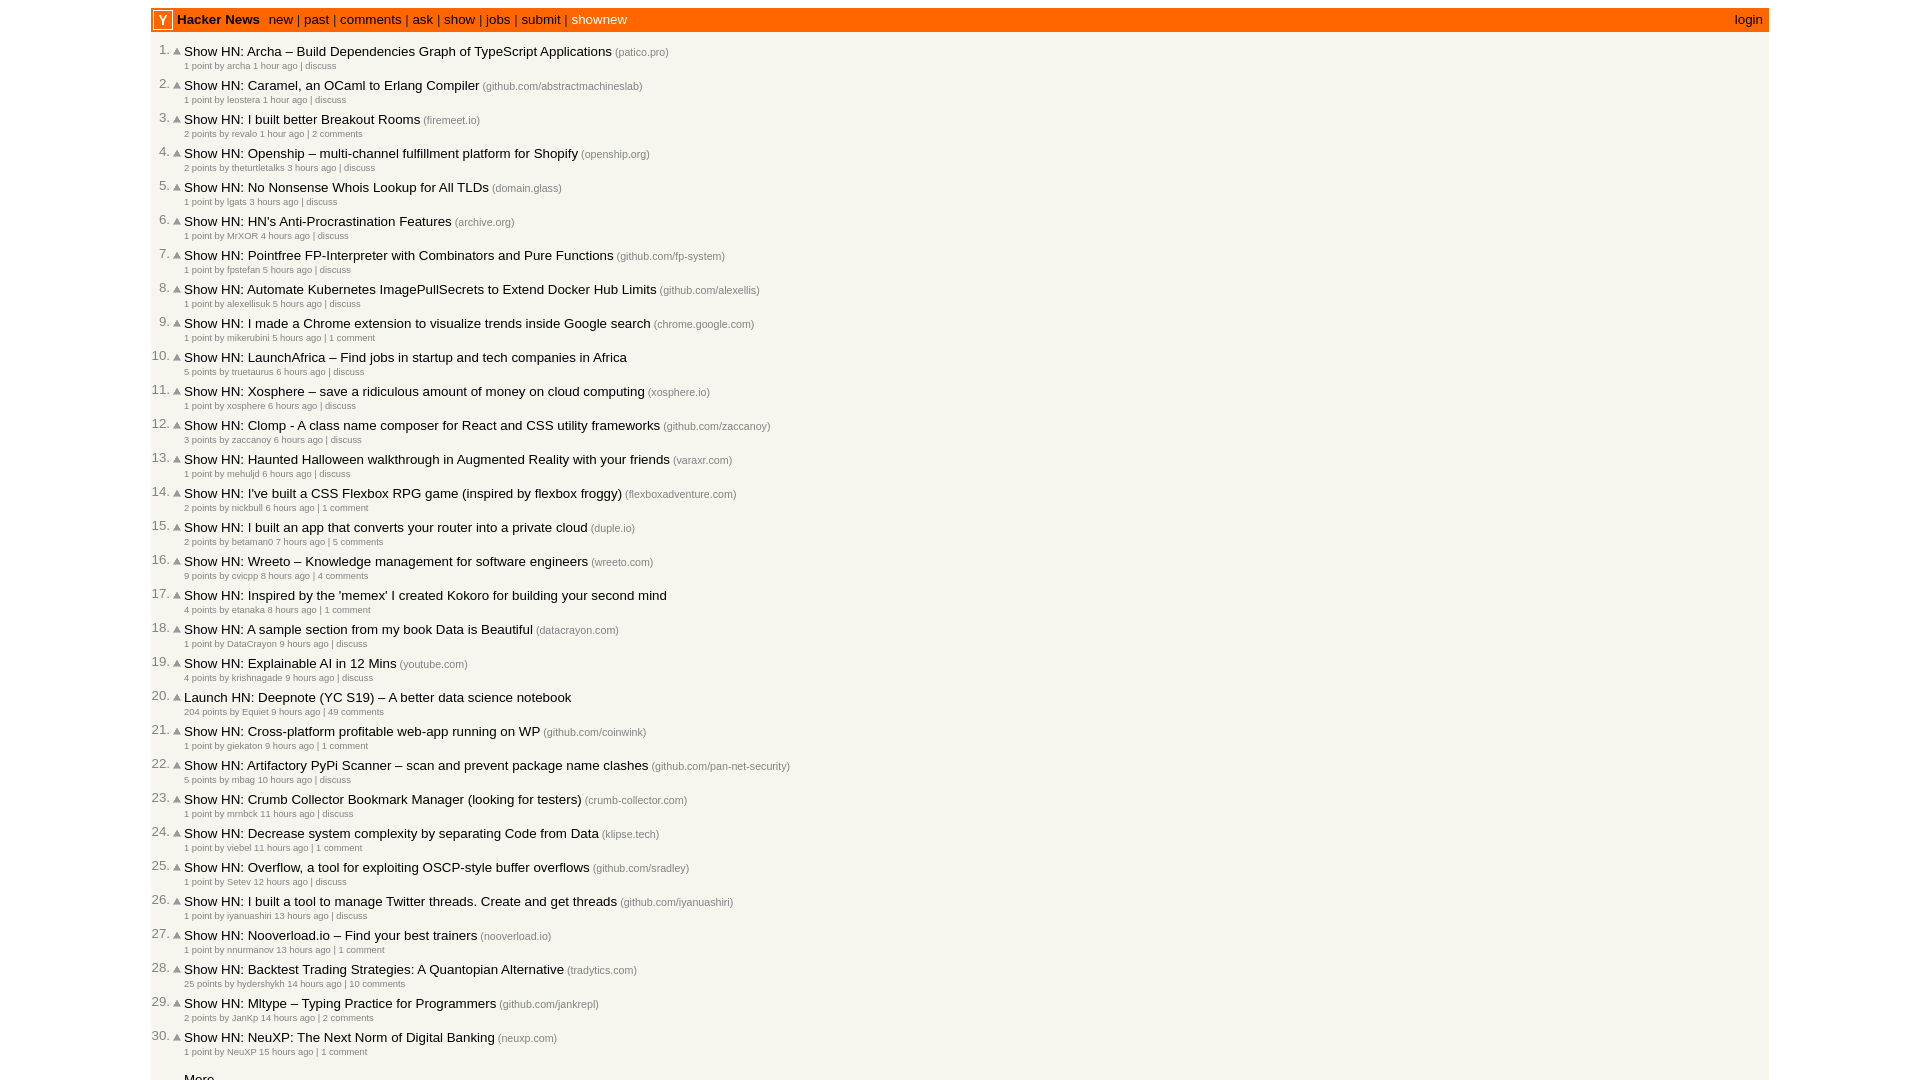 Y Hacker News new | past | comments | ask | show | jobs | submit | shownew login
1. Show HN: Archa – Build Dependencies Graph of TypeScript Applications (patico.pro)
1 point by archa 1 hour ago | discuss
2. Show HN: Caramel, an OCaml to Erlang Compiler (github.com/abstractmachineslab)
1 point by leostera 1 hour ago | discuss
3. Show HN: I built better Breakout Rooms (firemeet.io)
2 points by revalo 1 hour ago | 2 comments
4. Show HN: Openship – multi-channel fulfillment platform for Shopify (openship.org)
2 points by theturtletalks 3 hours ago | discuss
5. Show HN: No Nonsense Whois Lookup for All TLDs (domain.glass)
1 point by lgats 3 hours ago | discuss
6. Show HN: HN's Anti-Procrastination Features (archive.org)
1 point by MrXOR 4 hours ago | discuss
7. Show HN: Pointfree FP-Interpreter with Combinators and Pure Functions (github.com/fp-system)
1 point by fpstefan 5 hours ago | discuss
8. Show HN: Automate Kubernetes ImagePullSecrets to Extend Docker Hub Limits (github.com/alexellis)
1 point by alexellisuk 5 hours ago | discuss
9. Show HN: I made a Chrome extension to visualize trends inside Google search (chrome.google.com)
1 point by mikerubini 5 hours ago | 1 comment
10. Show HN: LaunchAfrica – Find jobs in startup and tech companies in Africa
5 points by truetaurus 6 hours ago | discuss
11. Show HN: Xosphere – save a ridiculous amount of money on cloud computing (xosphere.io)
1 point by xosphere 6 hours ago | discuss
12. Show HN: Clomp - A class name composer for React and CSS utility frameworks (github.com/zaccanoy)
3 points by zaccanoy 6 hours ago | discuss
13. Show HN: Haunted Halloween walkthrough in Augmented Reality with your friends (varaxr.com)
1 point by mehuljd 6 hours ago | discuss
14. Show HN: I've built a CSS Flexbox RPG game (inspired by flexbox froggy) (flexboxadventure.com)
2 points by nickbull 6 hours ago | 1 comment
15. Show HN: I built an app that converts your router into a private cloud (duple.io)
2 points by betaman0 7 hours ago | 5 comments
16. Show HN: Wreeto – Knowledge management for software engineers (wreeto.com)
9 points by cvicpp 8 hours ago | 4 comments
17. Show HN: Inspired by the 'memex' I created Kokoro for building your second mind
4 points by etanaka 8 hours ago | 1 comment
18. Show HN: A sample section from my book Data is Beautiful (datacrayon.com)
1 point by DataCrayon 9 hours ago | discuss
19. Show HN: Explainable AI in 12 Mins (youtube.com)
4 points by krishnagade 9 hours ago | discuss
20. Launch HN: Deepnote (YC S19) – A better data science notebook
204 points by Equiet 9 hours ago | 49 comments
21. Show HN: Cross-platform profitable web-app running on WP (github.com/coinwink)
1 point by giekaton 9 hours ago | 1 comment
22. Show HN: Artifactory PyPi Scanner – scan and prevent package name clashes (github.com/pan-net-security)
5 points by mbag 10 hours ago | discuss
23. Show HN: Crumb Collector Bookmark Manager (looking for testers) (crumb-collector.com)
1 point by mrnbck 11 hours ago | discuss
24. Show HN: Decrease system complexity by separating Code from Data (klipse.tech)
1 point by viebel 11 hours ago | 1 comment
25. Show HN: Overflow, a tool for exploiting OSCP-style buffer overflows (github.com/sradley)
1 point by Setev 12 hours ago | discuss
26. Show HN: I built a tool to manage Twitter threads. Create and get threads (github.com/iyanuashiri)
1 point by iyanuashiri 13 hours ago | discuss
27. Show HN: Nooverload.io – Find your best trainers (nooverload.io)
1 point by nnurmanov 13 hours ago | 1 comment
28. Show HN: Backtest Trading Strategies: A Quantopian Alternative (tradytics.com)
25 points by hydershykh 14 hours ago | 10 comments
29. Show HN: Mltype – Typing Practice for Programmers (github.com/jankrepl)
2 points by JanKp 14 hours ago | 2 comments
30. Show HN: NeuXP: The Next Norm of Digital Banking (neuxp.com)
1 point by NeuXP 15 hours ago | 1 comment
More